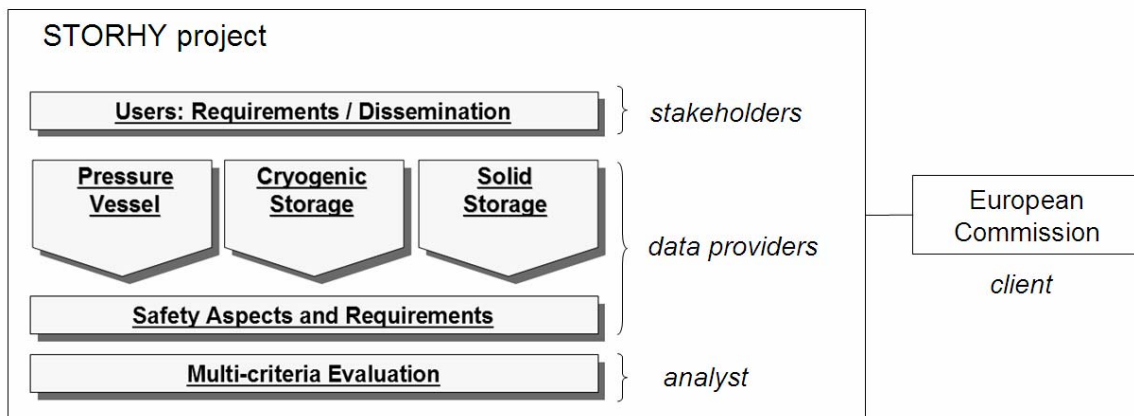 STORHY project
Users: Requirements / Dissemination
stakeholders
Pressure
Vessel
Cryogenic
Storage
Solid
Storage
data providers
Safety Aspects and Requirements
Multi-criteria Evaluation
analyst
European
Commission
client